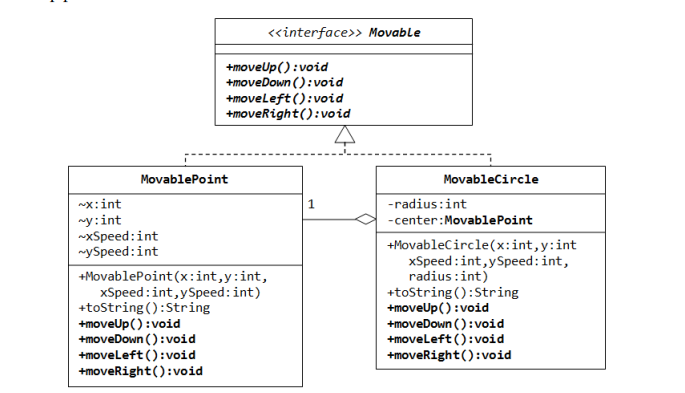 <<interface>> Movable
+moveUp():void
+moveDown():void
+moveLeft():void
+moveRight():void
MovablePoint
~x:int
~y:int
~xSpeed:int
~ySpeed:int
+MovablePoint(x:int,y:int,
xSpeed:int,ySpeed:int)
+toString():String
+moveUp():void
+moveDown():void
+moveLeft():void
+moveRight():void
1
MovableCircle
-radius:int
-center:MovablePoint
+MovableCircle(x:int,y:int
xSpeed:int,ySpeed:int,
radius:int)
+toString():String
+moveUp():void
+moveDown():void
+moveLeft():void
+moveRight():void